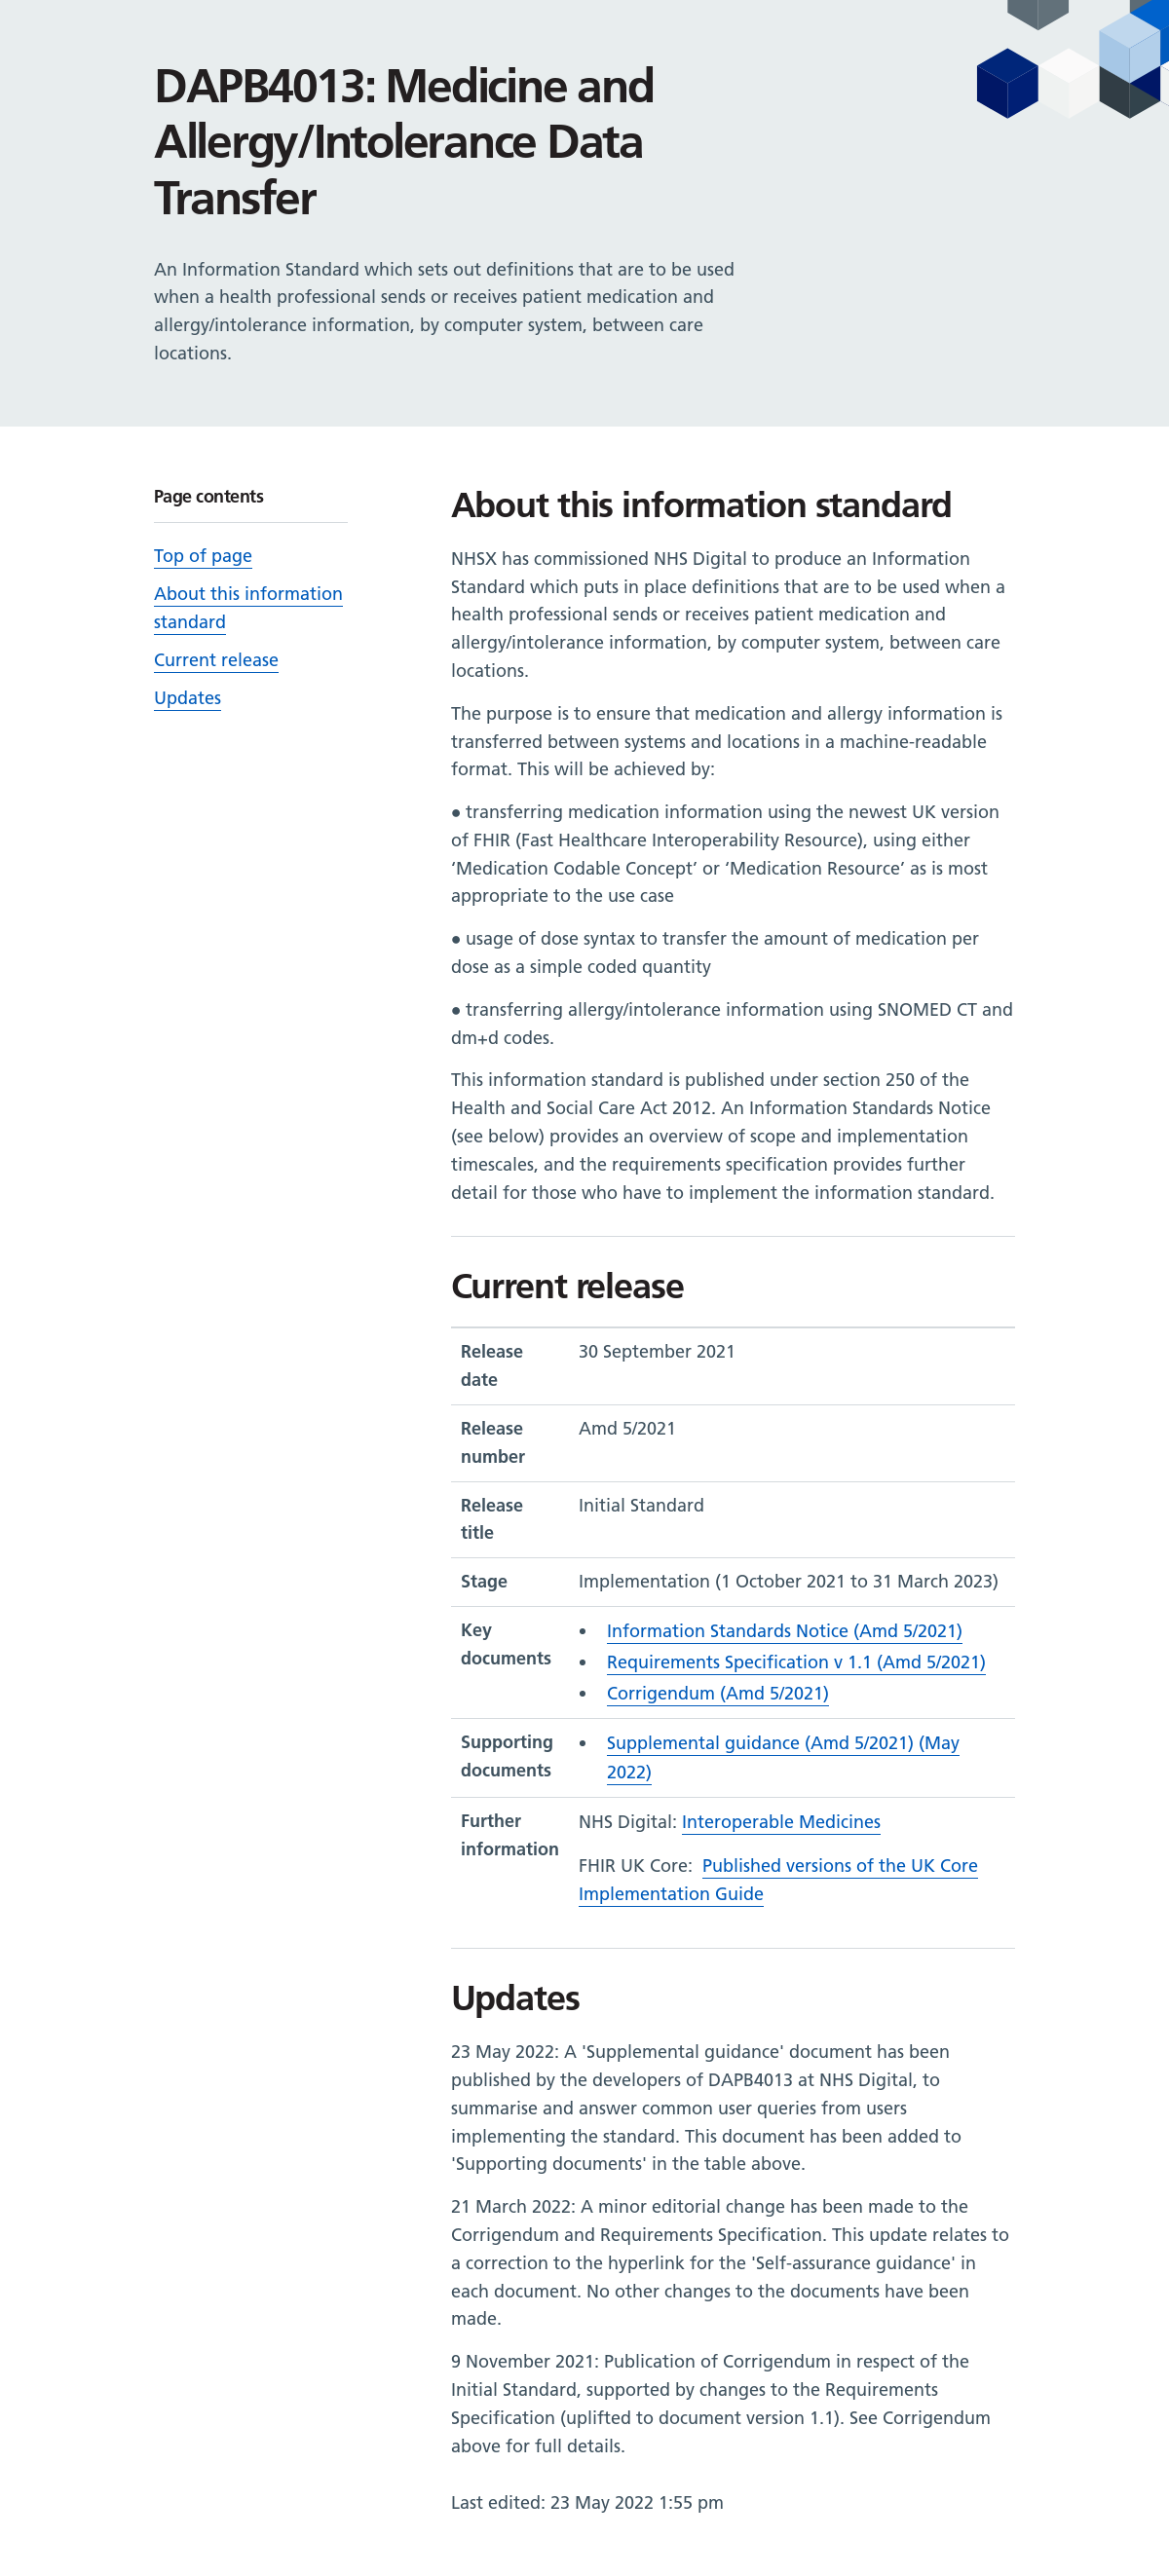 DAPB4013: Medicine and
Allergy/Intolerance Data
Transfer
An Information Standard which sets out definitions that are to be used
when a health professional sends or receives patient medication and
allergy/intolerance information, by computer system, between care
locations.
Page contents
Top of page
About this information
standard
Current release
Updates
About this information standard
NHSX has commissioned NHS Digital to produce an Information
Standard which puts in place definitions that are to be used when a
health professional sends or receives patient medication and
allergy/intolerance information, by computer system, between care
locations.
The purpose is to ensure that medication and allergy information is
transferred between systems and locations in a machine-readable
format. This will be achieved by:
● transferring medication information using the newest UK version
of FHIR (Fast Healthcare Interoperability Resource), using either
‘Medication Codable Concept’ or ‘Medication Resource’ as is most
appropriate to the use case
● usage of dose syntax to transfer the amount of medication per
dose as a simple coded quantity
● transferring allergy/intolerance information using SNOMED CT and
dm+d codes.
This information standard is published under section 250 of the
Health and Social Care Act 2012. An Information Standards Notice
(see below) provides an overview of scope and implementation
timescales, and the requirements specification provides further
detail for those who have to implement the information standard.
Current release
Release 30 September 2021
date
Release Amd 5/2021
number
Release Initial Standard
title
Stage Implementation (1 October 2021 to 31 March 2023)
Key • Information Standards Notice (Amd 5/2021)
documents • Requirements Specification v 1.1 (Amd 5/2021)
• Corrigendum (Amd 5/2021)
Supporting • Supplemental guidance (Amd 5/2021) (May
documents 2022)
Further NHS Digital: Interoperable Medicines
information
FHIR UK Core: Published versions of the UK Core
Implementation Guide
Updates
23 May 2022: A 'Supplemental guidance' document has been
published by the developers of DAPB4013 at NHS Digital, to
summarise and answer common user queries from users
implementing the standard. This document has been added to
'Supporting documents' in the table above.
21 March 2022: A minor editorial change has been made to the
Corrigendum and Requirements Specification. This update relates to
a correction to the hyperlink for the 'Self-assurance guidance' in
each document. No other changes to the documents have been
made.
9 November 2021: Publication of Corrigendum in respect of the
Initial Standard, supported by changes to the Requirements
Specification (uplifted to document version 1.1). See Corrigendum
above for full details.
Last edited: 23 May 2022 1:55 pm